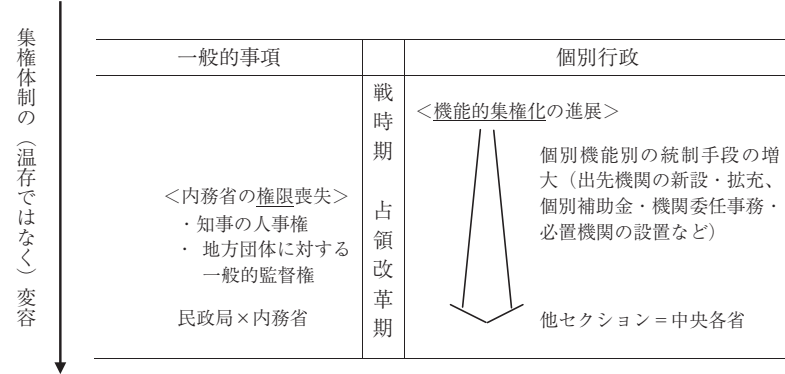 集権体制の（温存ではなく）変容
一般的事項
個別行政
戦時期　占領改革期
＜機能的集権化の進展＞
個別機能別の統制手段の増
大（出先機関の新設・拡充、
個別補助金・機関委任事務・
必置機関の設置など）
＜内務省の権限喪失＞
・知事の人事権
・ 地方団体に対する
一般的監督権
民政局×内務省
他セクション＝中央各省